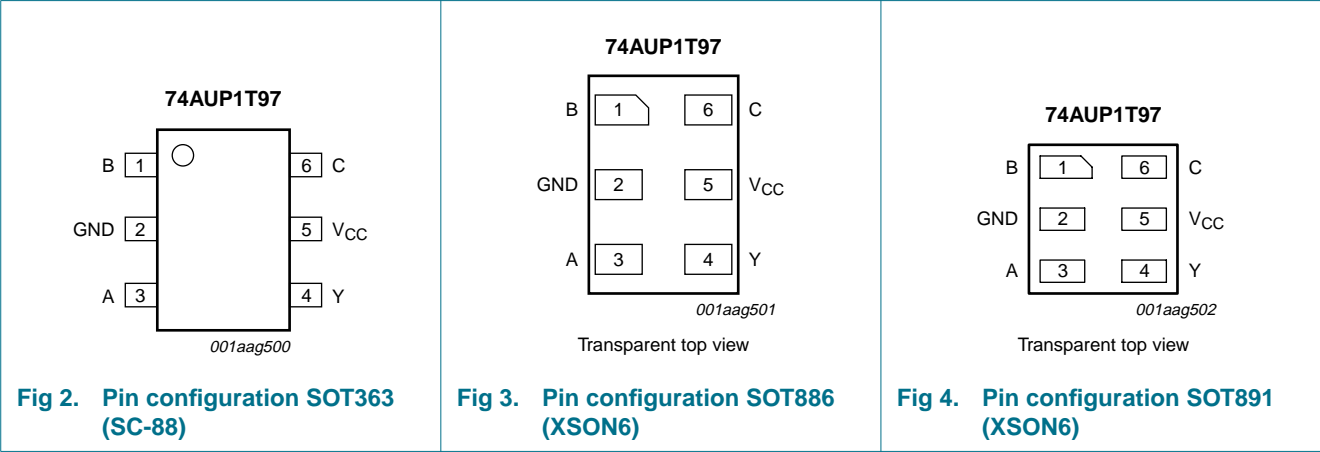 74AUP1T97
B 1 6 C
GND 2 5 VCC
A 3 4 Y
001aag500
Fig 2. Pin configuration SOT363
(SC-88)
74AUP1T97
B 1 6 C
GND 2 5 VCC
A 3 4 Y
001aag501
Transparent top view
Fig 3. Pin configuration SOT886
(XSON6)
74AUP1T97
B 1 6 C
GND 2 5 VCC
A 3 4 Y
001aag502
Transparent top view
Fig 4. Pin configuration SOT891
(XSON6)